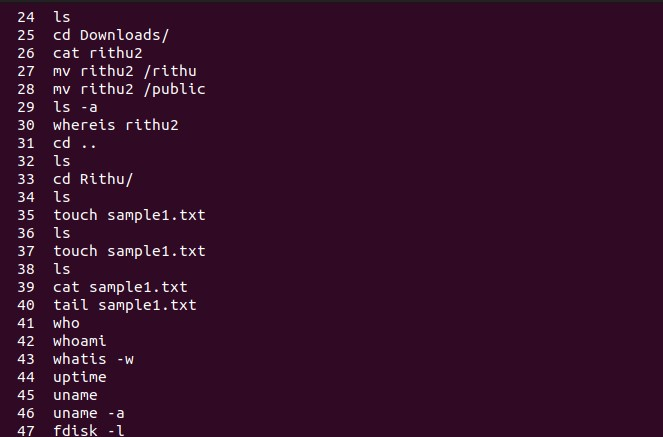 24 ls
25 cd Downloads/
26 cat rithu2
27 mv rithu2 /rithu
28 mv rithu2 /public
29 ls -a
30 whereis rithu2
31 cd ..
32 ls
33 cd Rithu/
34 ls
35 touch sample1.txt
36 ls
37 touch sample1.txt
38 ls
39 cat sample1.txt
40 tail sample1.txt
41 who
42 whoami
43 whatis -w
44 uptime
45 uname
46 uname -a
47 fdisk -l